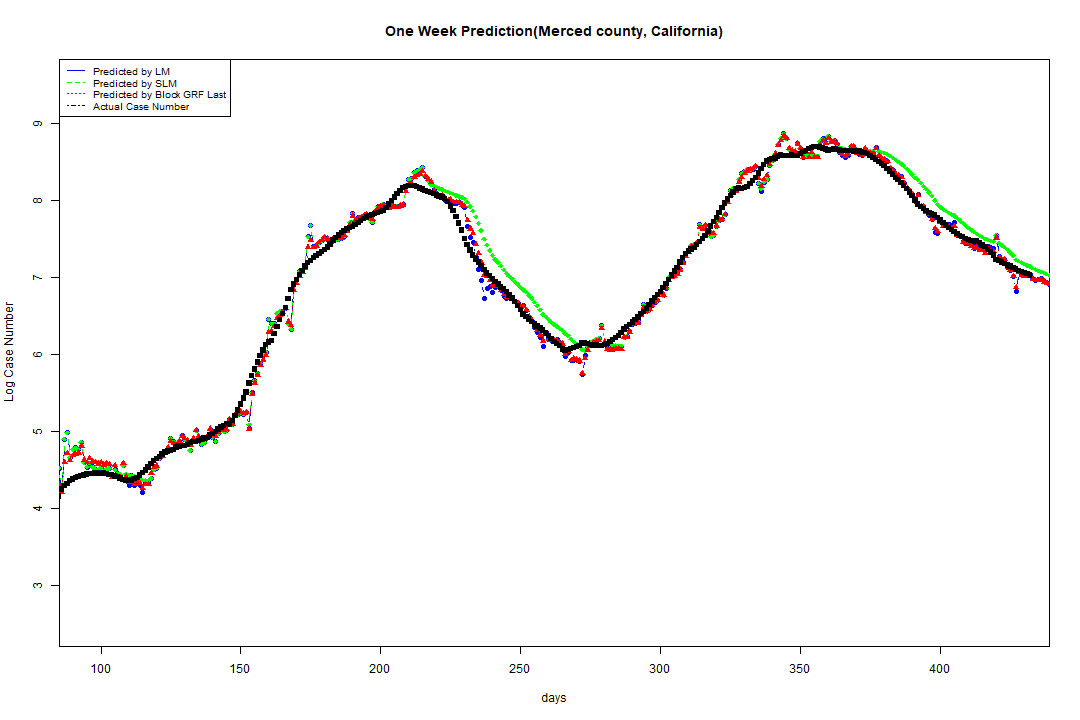 One Week Prediction(Merced county, California)
Predicted by LM
Predicted by SLM
Predicted by Block GRF Last
Actual Case Number
9
8
7
6
5
4
3
Log Case Number
100 150 200 250 300 350 400
days